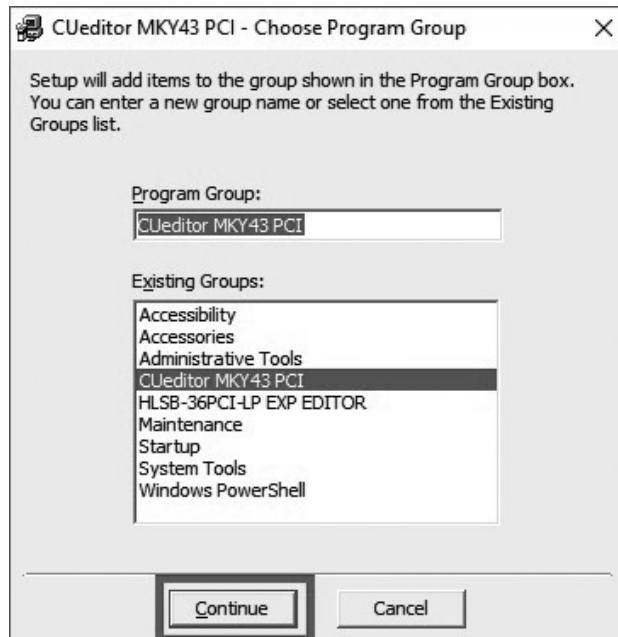 CUeditor MKY43 PCI - Choose Program Group
Setup will add items to the group shown in the Program Group box.
You can enter a new group name or select one from the Existing
Groups list.
Program Group:
CUeditor MKY43 PCI
Existing Groups:
Accessibility
Accessories
Administrative Tools
CUeditor MKY43 PCI
HLSB-36PCI-LP EXP EDITOR
Maintenance
Startup
System Tools
Windows PowerShell
Continue Cancel